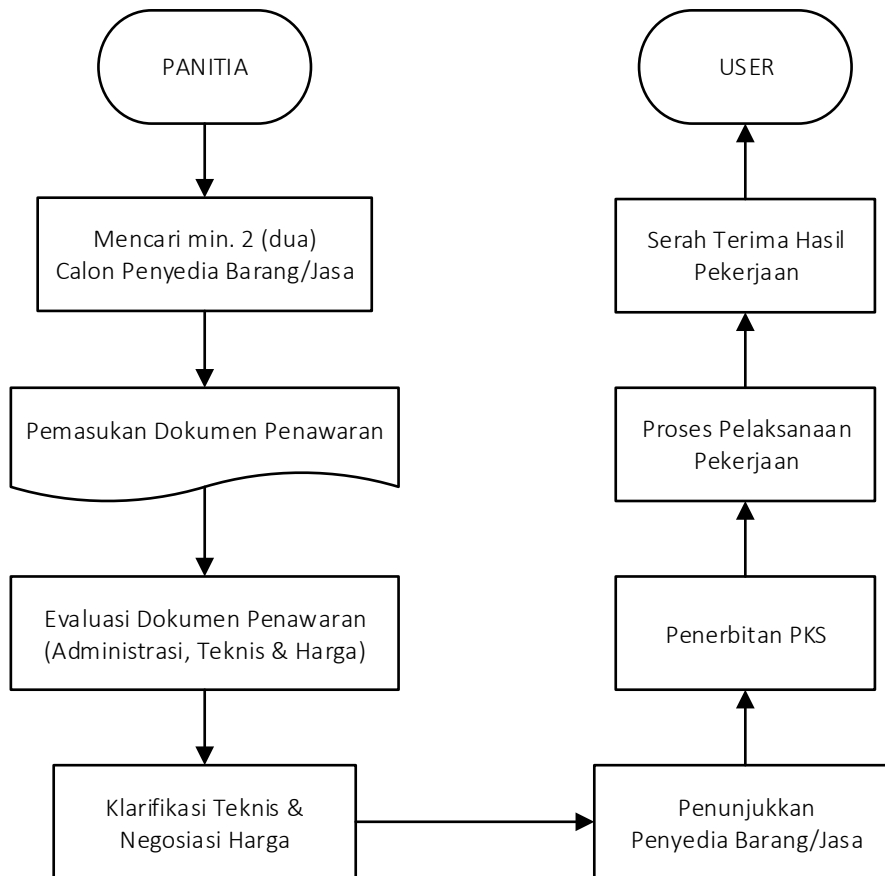 PANITIA
Mencari min. 2 (dua)
Calon Penyedia Barang/Jasa
Pemasukan Dokumen Penawaran
Evaluasi Dokumen Penawaran
(Administrasi, Teknis & Harga)
Klarifikasi Teknis &
Negosiasi Harga
Penunjukkan
Penyedia Barang/Jasa
Penerbitan PKS
Proses Pelaksanaan
Pekerjaan
Serah Terima Hasil
Pekerjaan
USER